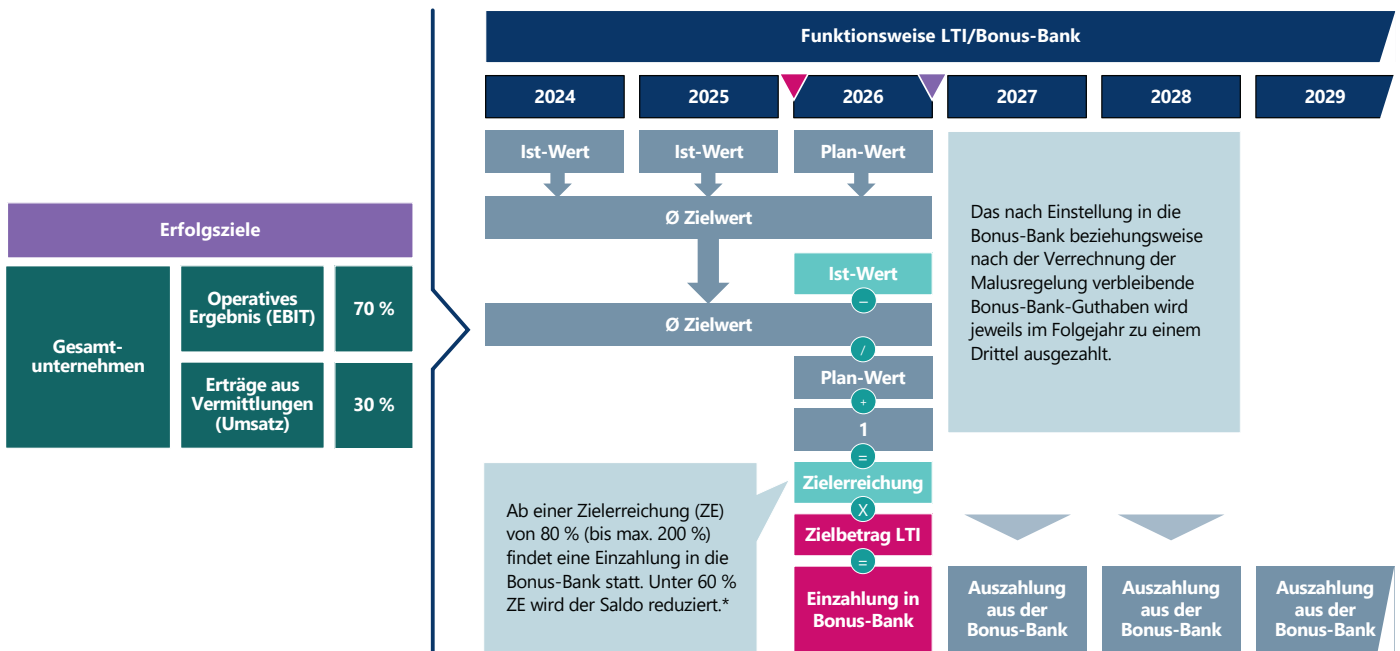 Funktionsweise LTI/Bonus-Bank
2024
2025
2026
2027
2028
2029
Ist-Wert
Ist-Wert
Plan-Wert
Ø Zielwert
Erfolgsziele
Gesamt-
unternehmen
Operatives
Ergebnis (EBIT)
70 %
Erträge aus
Vermittlungen
(Umsatz)
30 %
Ist-Wert
–
Ø Zielwert
/
Plan-Wert
+
1
=
Zielerreichung
X
Zielbetrag LTI
=
Einzahlung in
Bonus-Bank
Das nach Einstellung in die
Bonus-Bank beziehungsweise
nach der Verrechnung der
Malusregelung verbleibende
Bonus-Bank-Guthaben wird
jeweils im Folgejahr zu einem
Drittel ausgezahlt.
Ab einer Zielerreichung (ZE)
von 80 % (bis max. 200 %)
findet eine Einzahlung in die
Bonus-Bank statt. Unter 60 %
ZE wird der Saldo reduziert.*
Auszahlung
aus der
Bonus-Bank
Auszahlung
aus der
Bonus-Bank
Auszahlung
aus der
Bonus-Bank